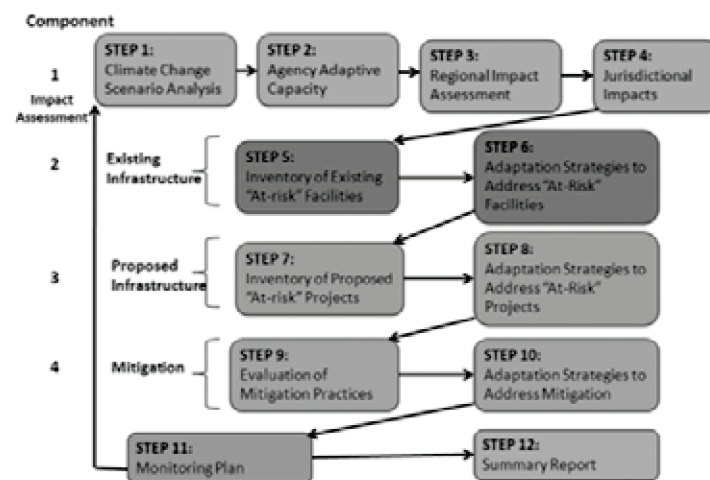 Component
1
Impact
Assessment
STEP 1:
Climate Change
Scenario Analysis
STEP 2:
Agency Adaptive
Capacity
STEP 3:
Regional Impact
Assessment
STEP 4:
Jurisdictional
Impacts
2
Existing
Infrastructure
STEP 5:
Inventory of Existing
"At-risk" Facilities
STEP 6:
Adaptation Strategies to
Address "At-Risk"
Facilities
3
Proposed
Infrastructure
STEP 7:
Inventory of Proposed
"At-risk" Projects
STEP 8:
Adaptation Strategies to
Address "At-Risk"
Projects
4
Mitigation
STEP 9:
Evaluation of
Mitigation Practices
STEP 10:
Adaptation Strategies to
Address Mitigation
STEP 11:
Monitoring Plan
STEP 12:
Summary Report